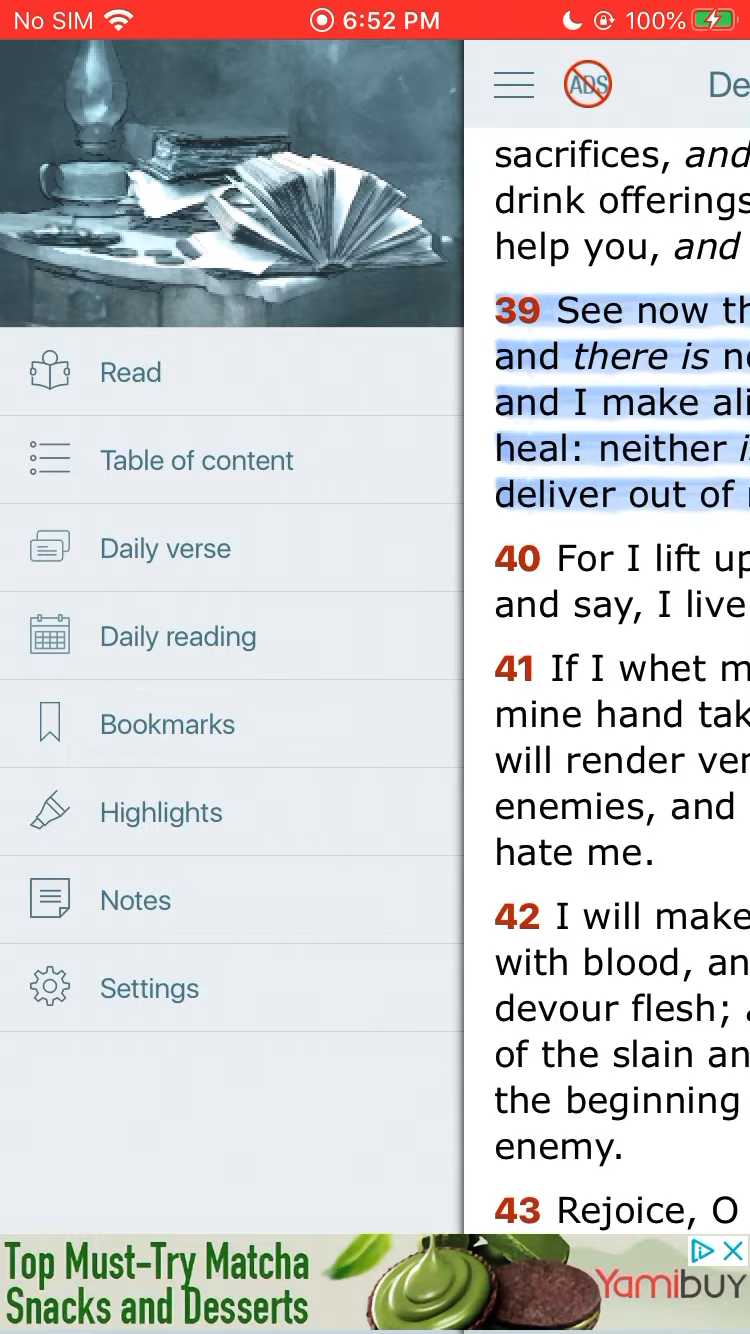 No SIM 6:52 PM 100%
ADS De
sacrifices, and
drink offerings
help you, and
39 See now th
and there is no
and I make ali
heal: neither i
deliver out of
40 For I lift up
and say, I live
41 If I whet m
mine hand tak
will render ven
enemies, and
hate me.
42 I will make
with blood, an
devour flesh; a
of the slain an
the beginning
enemy.
43 Rejoice, O
Read
Table of content
Daily verse
Daily reading
Bookmarks
Highlights
Notes
Settings
Top Must-Try Matcha
Snacks and Desserts
Yamibuy